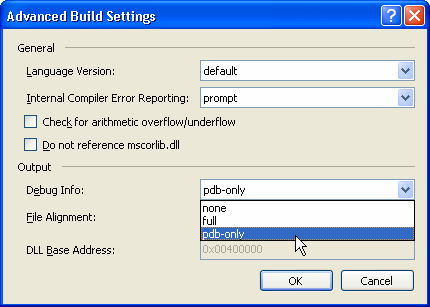 Advanced Build Settings
General
Language Version: default
Internal Compiler Error Reporting: prompt
Check for arithmetic overflow/underflow
Do not reference mscorlib.dll
Output
Debug Info: pdb-only
none
File Alignment: full
pdb-only
DLL Base Address: 0x00400000
OK Cancel